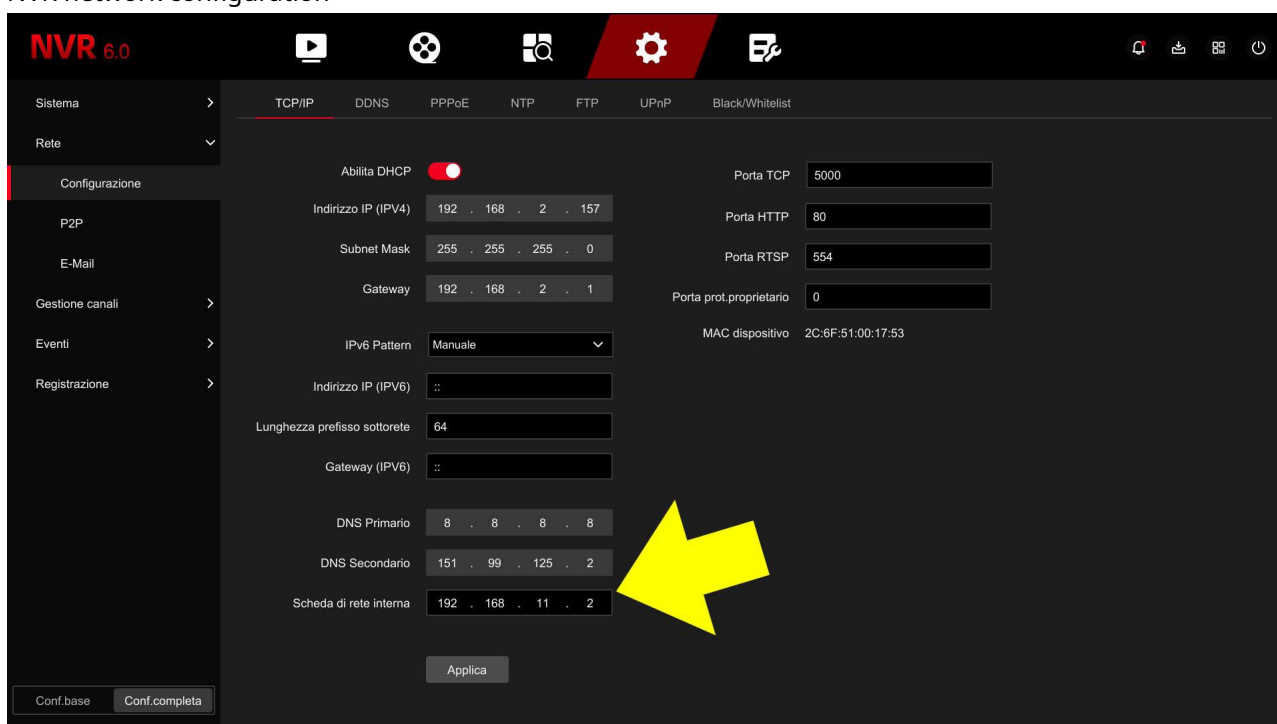 NVR network configuration
NVR 6.0
Sistema
Rete
Configurazione
P2P
E-Mail
Gestione canali
Eventi
Registrazione
Conf.base Conf.completa
TCP/IP DDNS PPPoE NTP FTP UPnP Black/Whitelist
Abilita DHCP
Indirizzo IP (IPV4) 192 . 168 . 2 . 157
Subnet Mask 255 . 255 . 255 . 0
Gateway 192 . 168 . 2 . 1
IPv6 Pattern Manuale
Indirizzo IP (IPV6) ::
Lunghezza prefisso sottorete 64
Gateway (IPV6) ::
DNS Primario 8 . 8 . 8 . 8
DNS Secondario 151 . 99 . 125 . 2
Scheda di rete interna 192 . 168 . 11 . 2
Applica
Porta TCP 5000
Porta HTTP 80
Porta RTSP 554
Porta prot.proprietario 0
MAC dispositivo 2C:6F:51:00:17:53